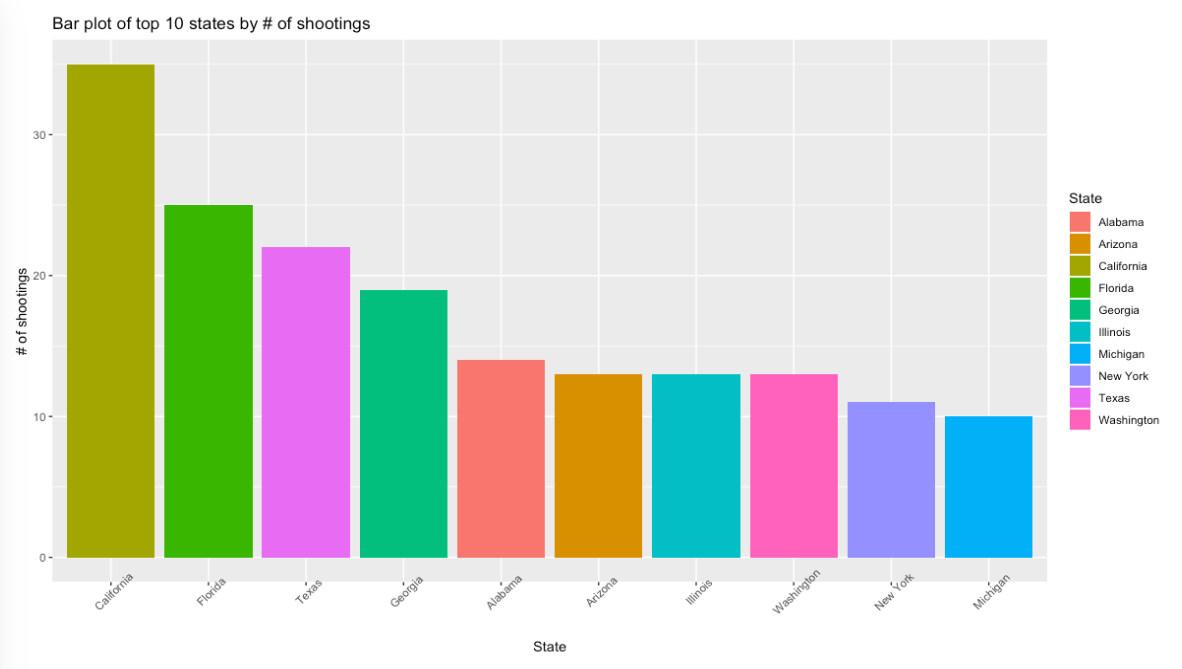 Bar plot of top 10 states by # of shootings
# of shootings
30
20
10
0
California
Florida
Texas
Georgia
Alabama
Arizona
Illinois
Washington
New York
Michigan
State
State
Alabama
Arizona
California
Florida
Georgia
Illinois
Michigan
New York
Texas
Washington